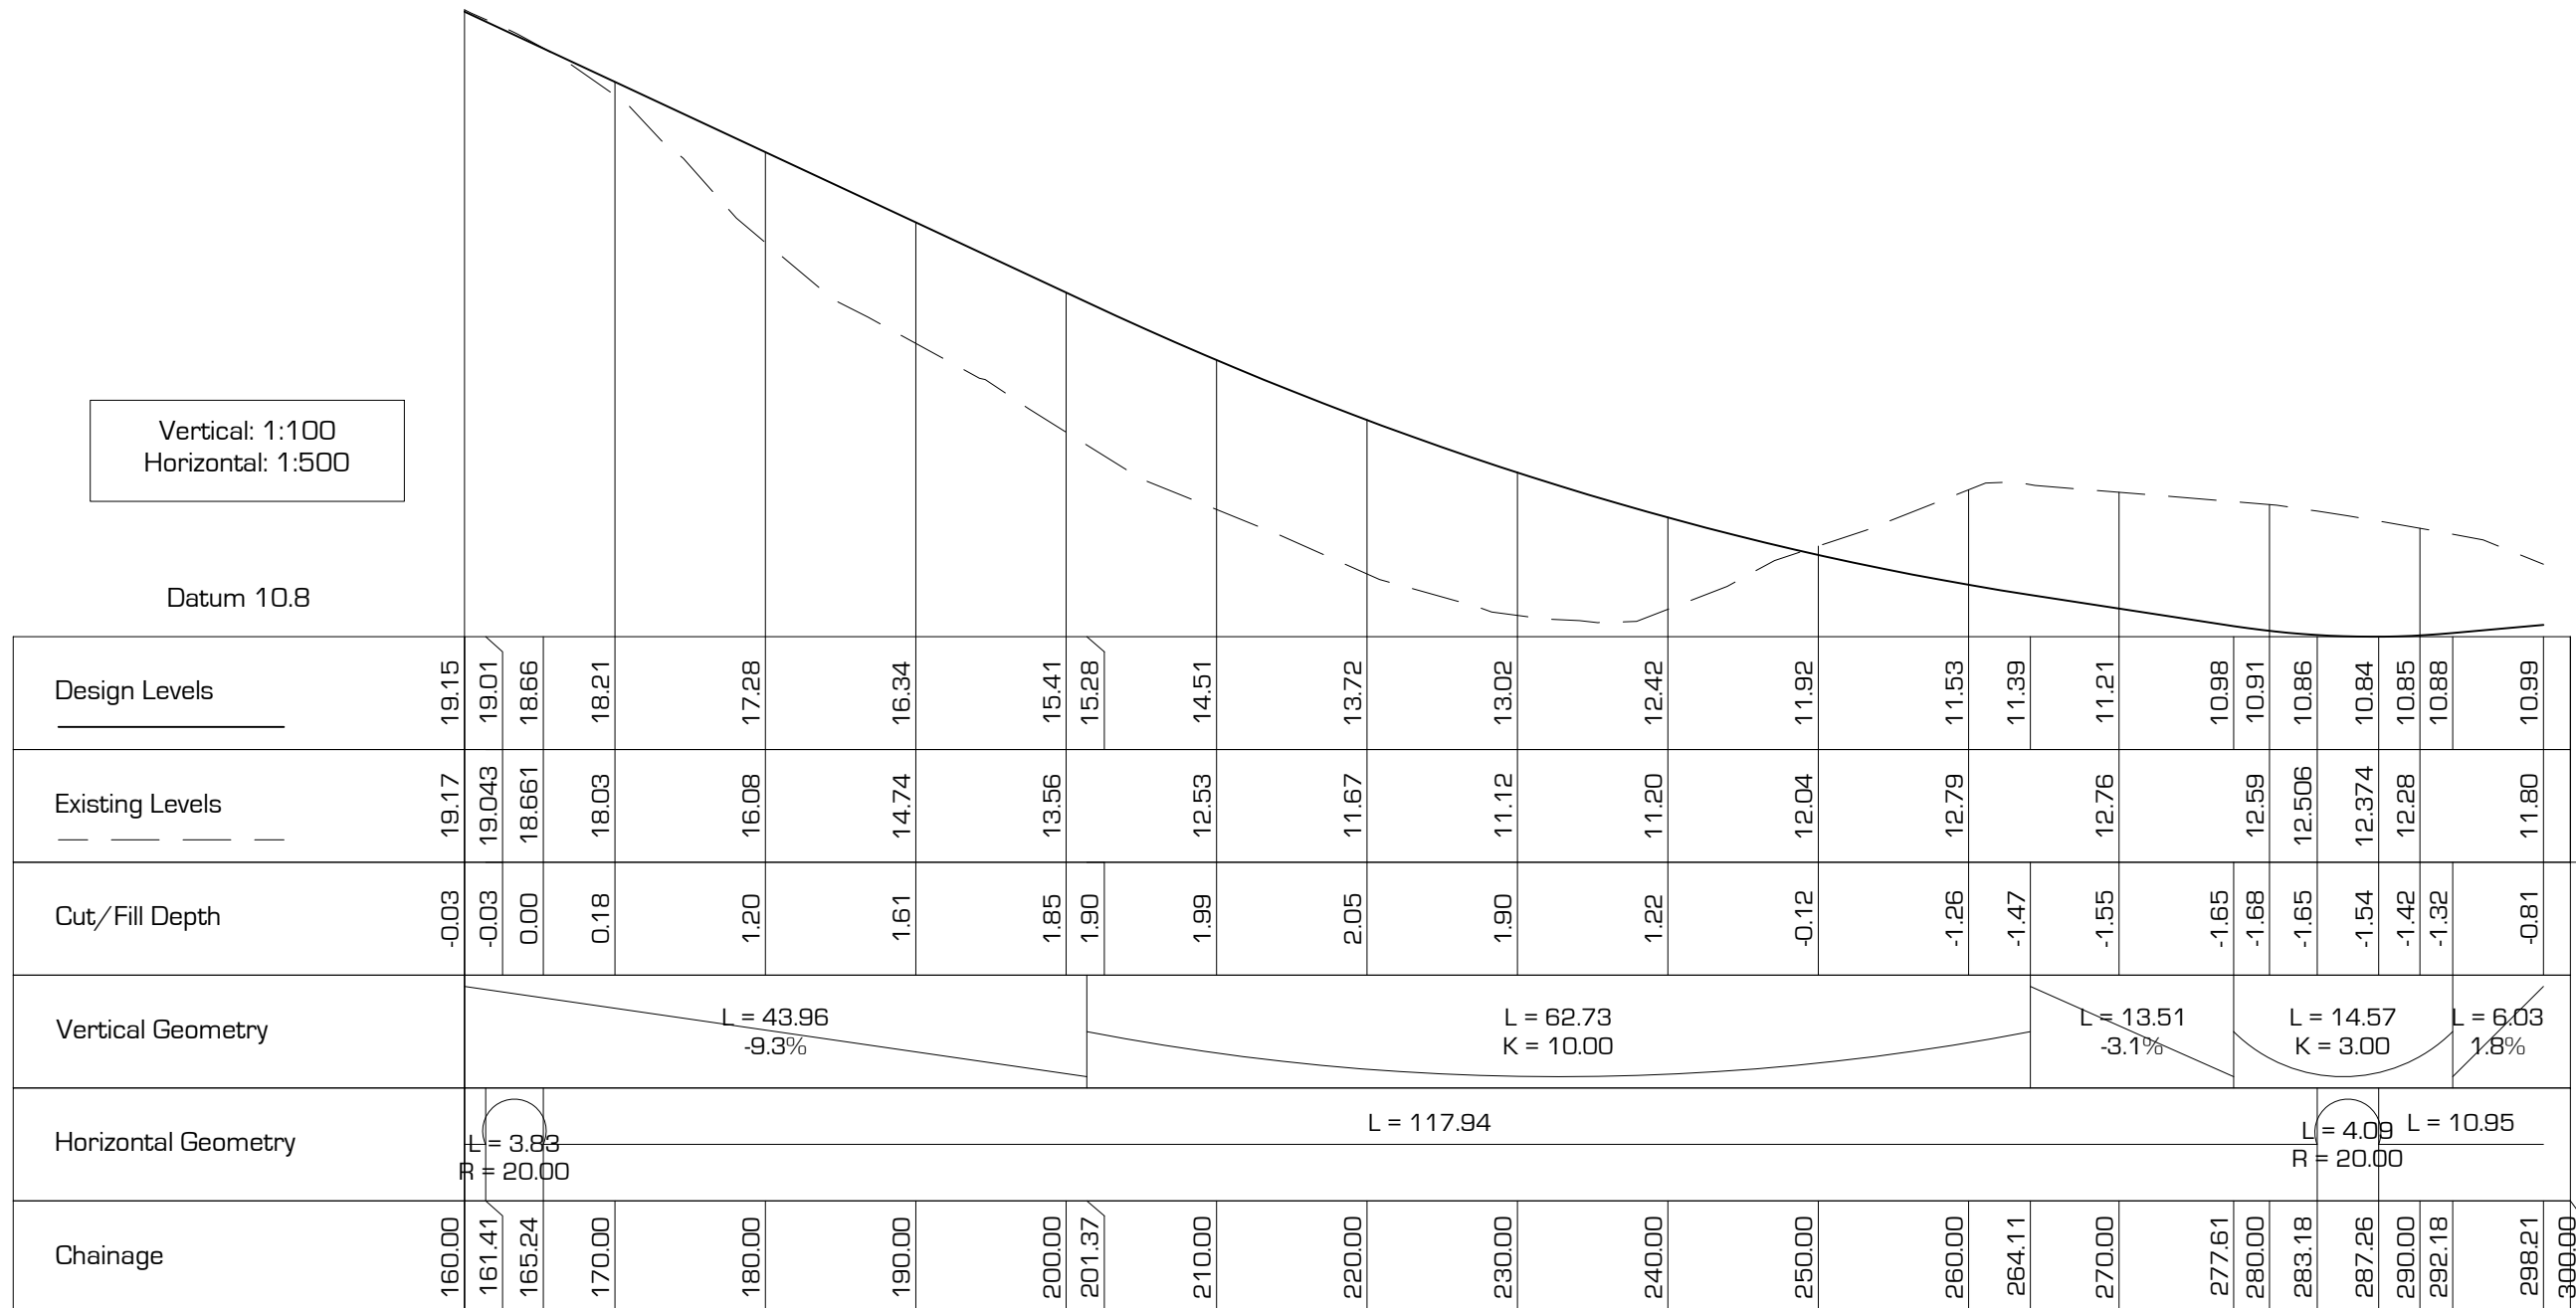 Vertical: 1:100
Horizontal: 1:500
Datum 10.8
Design Levels 19.15 19.01 18.66 18.21 17.28 16.34 15.41 15.28 14.51 13.72 13.02 12.42 11.92 11.53 11.39 11.21 10.98 10.91 10.86 10.84 10.85 10.88 10.99
Existing Levels 19.17 19.043 18.661 18.03 16.08 14.74 13.56 12.53 11.67 11.12 11.20 12.04 12.79 12.76 12.59 12.506 12.374 12.28 11.80
Cut/Fill Depth -0.03 -0.03 0.00 0.18 1.20 1.61 1.85 1.90 1.99 2.05 1.90 1.22 -0.12 -1.26 -1.47 -1.55 -1.65 -1.68 -1.65 -1.54 -1.42 -1.32 -0.81
Vertical Geometry
L = 43.96
-9.3%
L = 62.73
K = 10.00
L = 13.51
-3.1%
L = 14.57
K = 3.00
L = 6.03
1.8%
Horizontal Geometry
L = 3.83
R = 20.00
L = 117.94
L = 4.09
R = 20.00
L = 10.95
Chainage 160.00 161.41 165.24 170.00 180.00 190.00 200.00 201.37 210.00 220.00 230.00 240.00 250.00 260.00 264.11 270.00 277.61 280.00 283.18 287.26 290.00 292.18 298.21 300.00